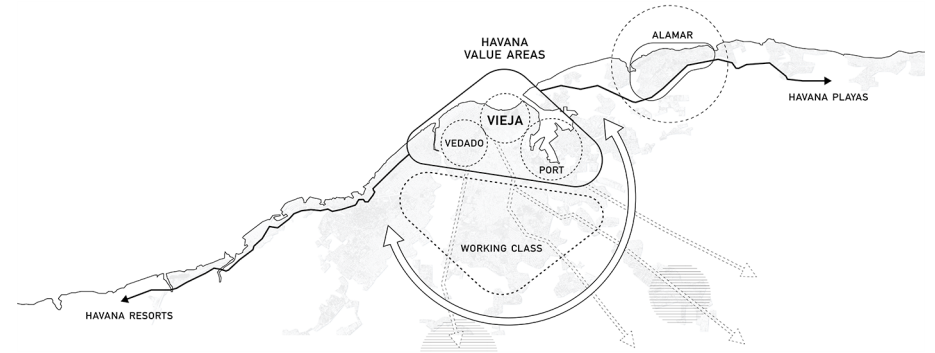 ALAMAR
HAVANA
VALUE AREAS
HAVANA PLAYAS
VIEJA
VEDADO
PORT
WORKING CLASS
HAVANA RESORTS